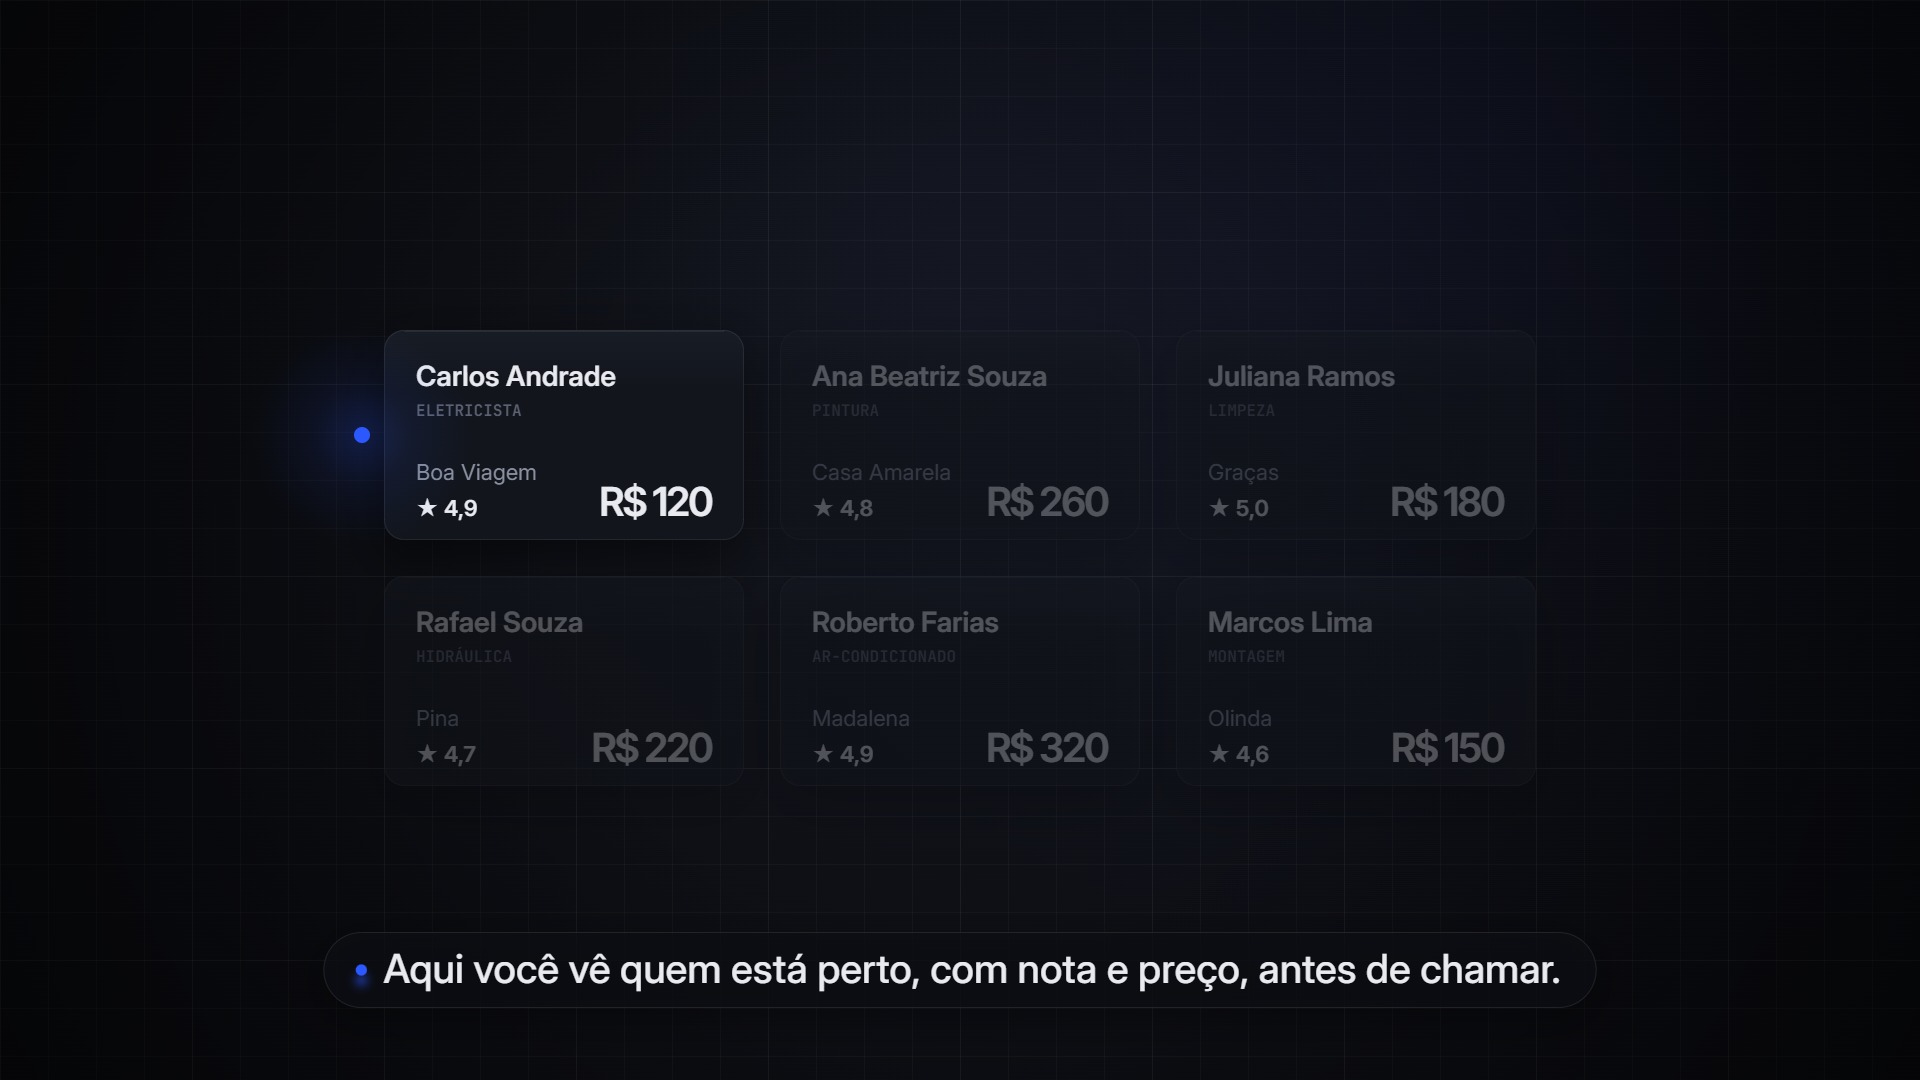 Carlos Andrade
ELETRICISTA
Boa Viagem
★ 4,9
R$ 120
Ana Beatriz Souza
PINTURA
Casa Amarela
★ 4,8
R$ 260
Juliana Ramos
LIMPEZA
Graças
★ 5,0
R$ 180
Rafael Souza
HIDRÁULICA
Pina
★ 4,7
R$ 220
Roberto Farias
AR-CONDICIONADO
Madalena
★ 4,9
R$ 320
Marcos Lima
MONTAGEM
Olinda
★ 4,6
R$ 150
Aqui você vê quem está perto, com nota e preço, antes de chamar.